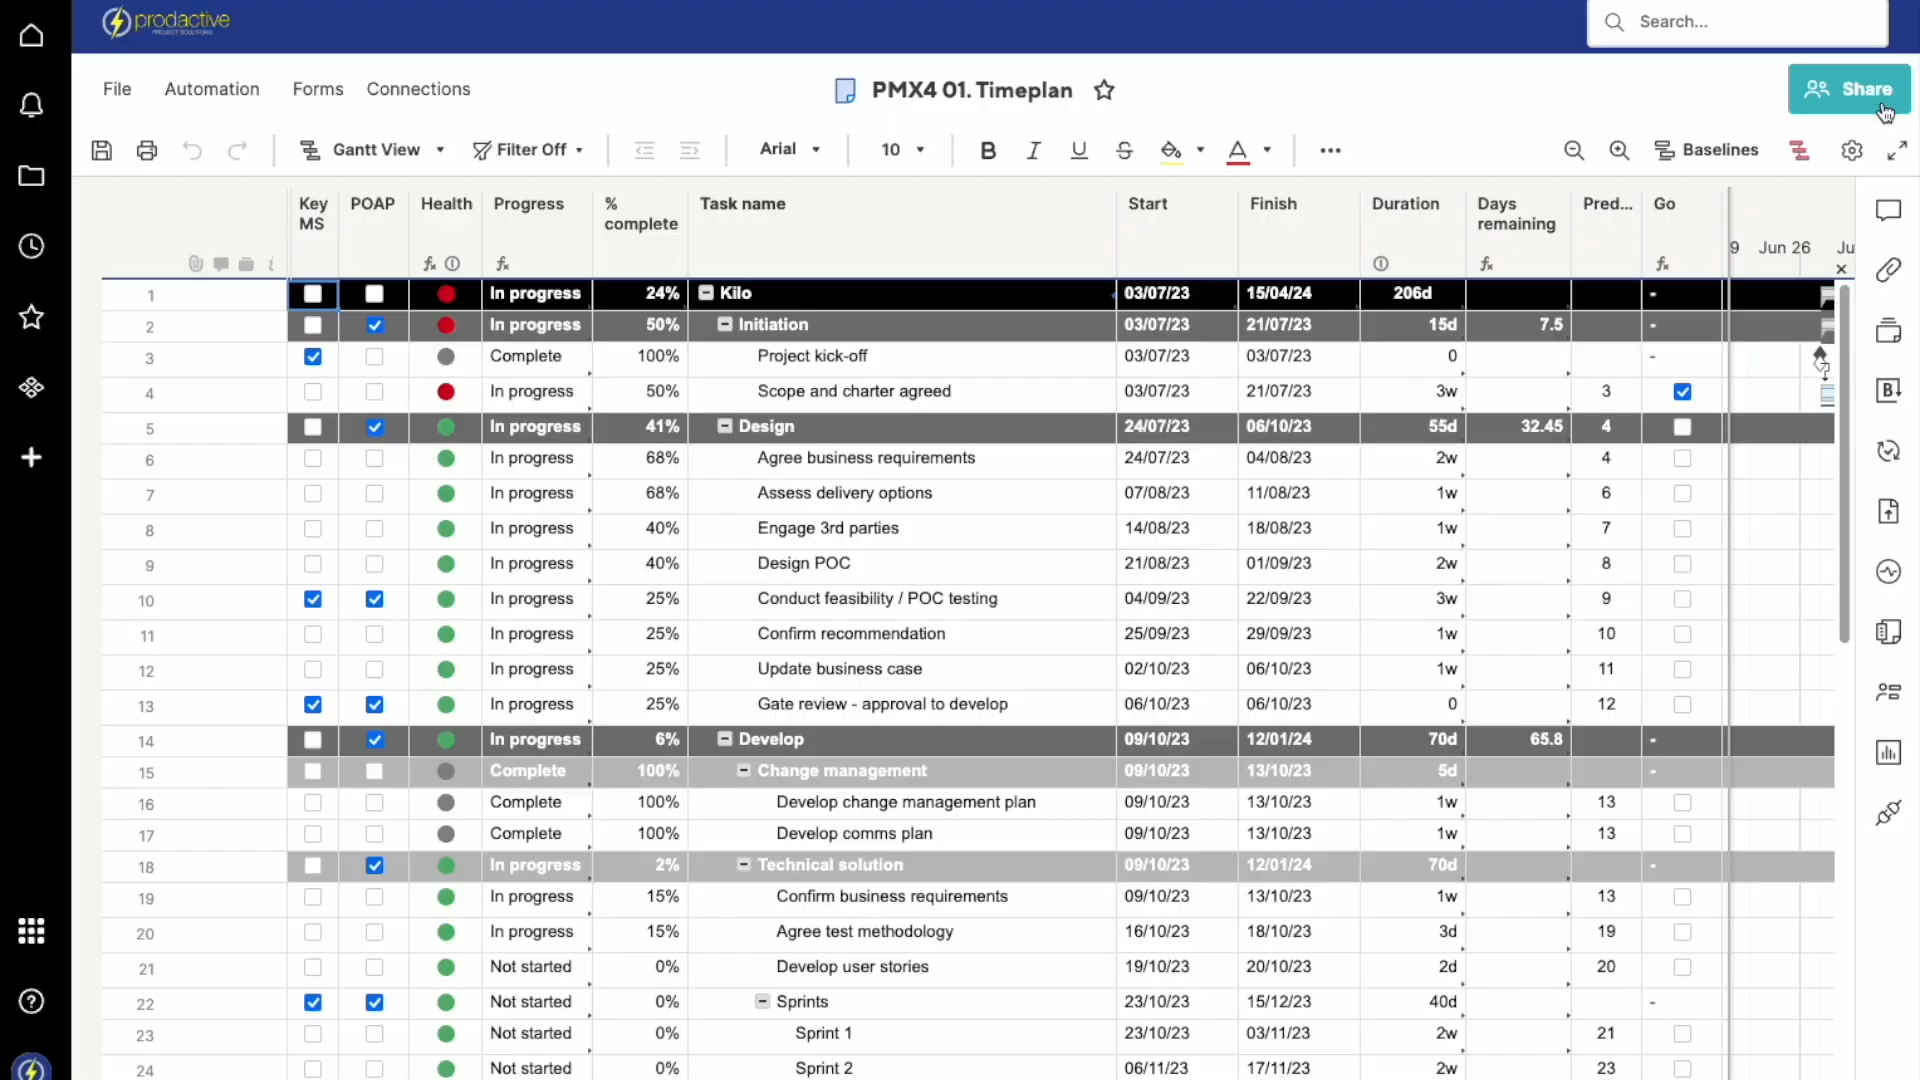 prodactive
PROJECT SOLUTIONS
Search...
File Automation Forms Connections
PMX4 01. Timeplan
Share
Gantt View Filter Off Arial 10 B I U S A ... Baselines
Key MS POAP Health Progress % complete Task name Start Finish Duration Days remaining Pred... Go
9 Jun 26 Ju
1 In progress 24% Kilo 03/07/23 15/04/24 206d -
2 In progress 50% Initiation 03/07/23 21/07/23 15d 7.5 -
3 Complete 100% Project kick-off 03/07/23 03/07/23 0 -
4 In progress 50% Scope and charter agreed 03/07/23 21/07/23 3w 3
5 In progress 41% Design 24/07/23 06/10/23 55d 32.45 4
6 In progress 68% Agree business requirements 24/07/23 04/08/23 2w 4
7 In progress 68% Assess delivery options 07/08/23 11/08/23 1w 6
8 In progress 40% Engage 3rd parties 14/08/23 18/08/23 1w 7
9 In progress 40% Design POC 21/08/23 01/09/23 2w 8
10 In progress 25% Conduct feasibility / POC testing 04/09/23 22/09/23 3w 9
11 In progress 25% Confirm recommendation 25/09/23 29/09/23 1w 10
12 In progress 25% Update business case 02/10/23 06/10/23 1w 11
13 In progress 25% Gate review - approval to develop 06/10/23 06/10/23 0 12
14 In progress 6% Develop 09/10/23 12/01/24 70d 65.8 -
15 Complete 100% Change management 09/10/23 13/10/23 5d -
16 Complete 100% Develop change management plan 09/10/23 13/10/23 1w 13
17 Complete 100% Develop comms plan 09/10/23 13/10/23 1w 13
18 In progress 2% Technical solution 09/10/23 12/01/24 70d -
19 In progress 15% Confirm business requirements 09/10/23 13/10/23 1w 13
20 In progress 15% Agree test methodology 16/10/23 18/10/23 3d 19
21 Not started 0% Develop user stories 19/10/23 20/10/23 2d 20
22 Not started 0% Sprints 23/10/23 15/12/23 40d -
23 Not started 0% Sprint 1 23/10/23 03/11/23 2w 21
24 Not started 0% Sprint 2 06/11/23 17/11/23 2w 23